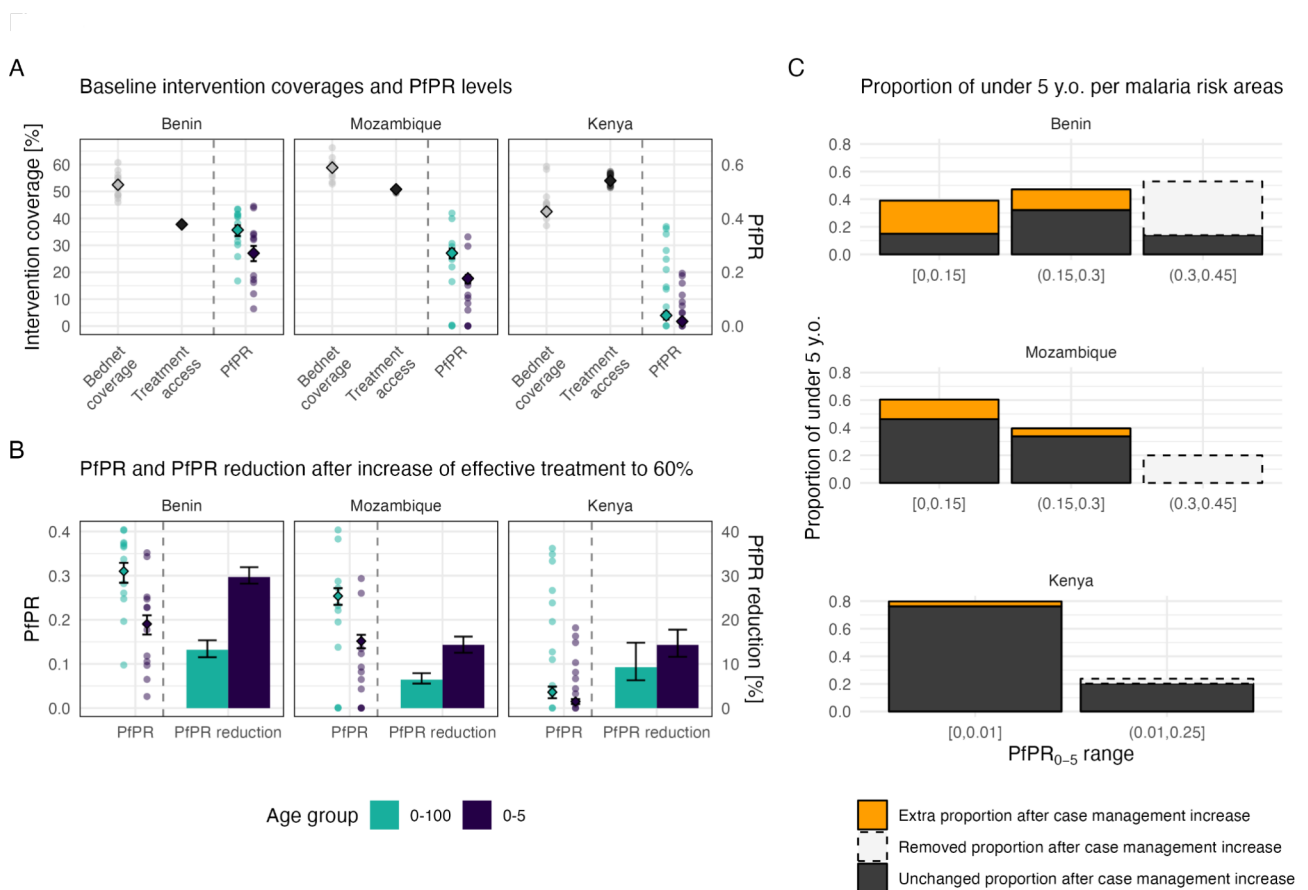 A
Baseline intervention coverages and PfPR levels
Benin
Mozambique
Kenya
Intervention coverage [%]
60
50
40
30
20
10
0
0.6
0.4
0.2
0.0
PfPR
Bednet
coverage
Treatment
access
PfPR
Bednet
coverage
Treatment
access
PfPR
Bednet
coverage
Treatment
access
PfPR
B
PfPR and PfPR reduction after increase of effective treatment to 60%
Benin
Mozambique
Kenya
PfPR
0.4
0.3
0.2
0.1
0.0
40
30
20
10
0
PfPR reduction [%]
PfPR
PfPR reduction
PfPR
PfPR reduction
PfPR
PfPR reduction
Age group
0-100
0-5
C
Proportion of under 5 y.o. per malaria risk areas
Proportion of under 5 y.o.
Benin
0.8
0.6
0.4
0.2
0.0
[0,0.15]
(0.15,0.3]
(0.3,0.45]
Mozambique
0.8
0.6
0.4
0.2
0.0
[0,0.15]
(0.15,0.3]
(0.3,0.45]
Kenya
0.8
0.6
0.4
0.2
0.0
[0,0.01]
(0.01,0.25]
PfPR₀₋₅ range
Extra proportion after case management increase
Removed proportion after case management increase
Unchanged proportion after case management increase